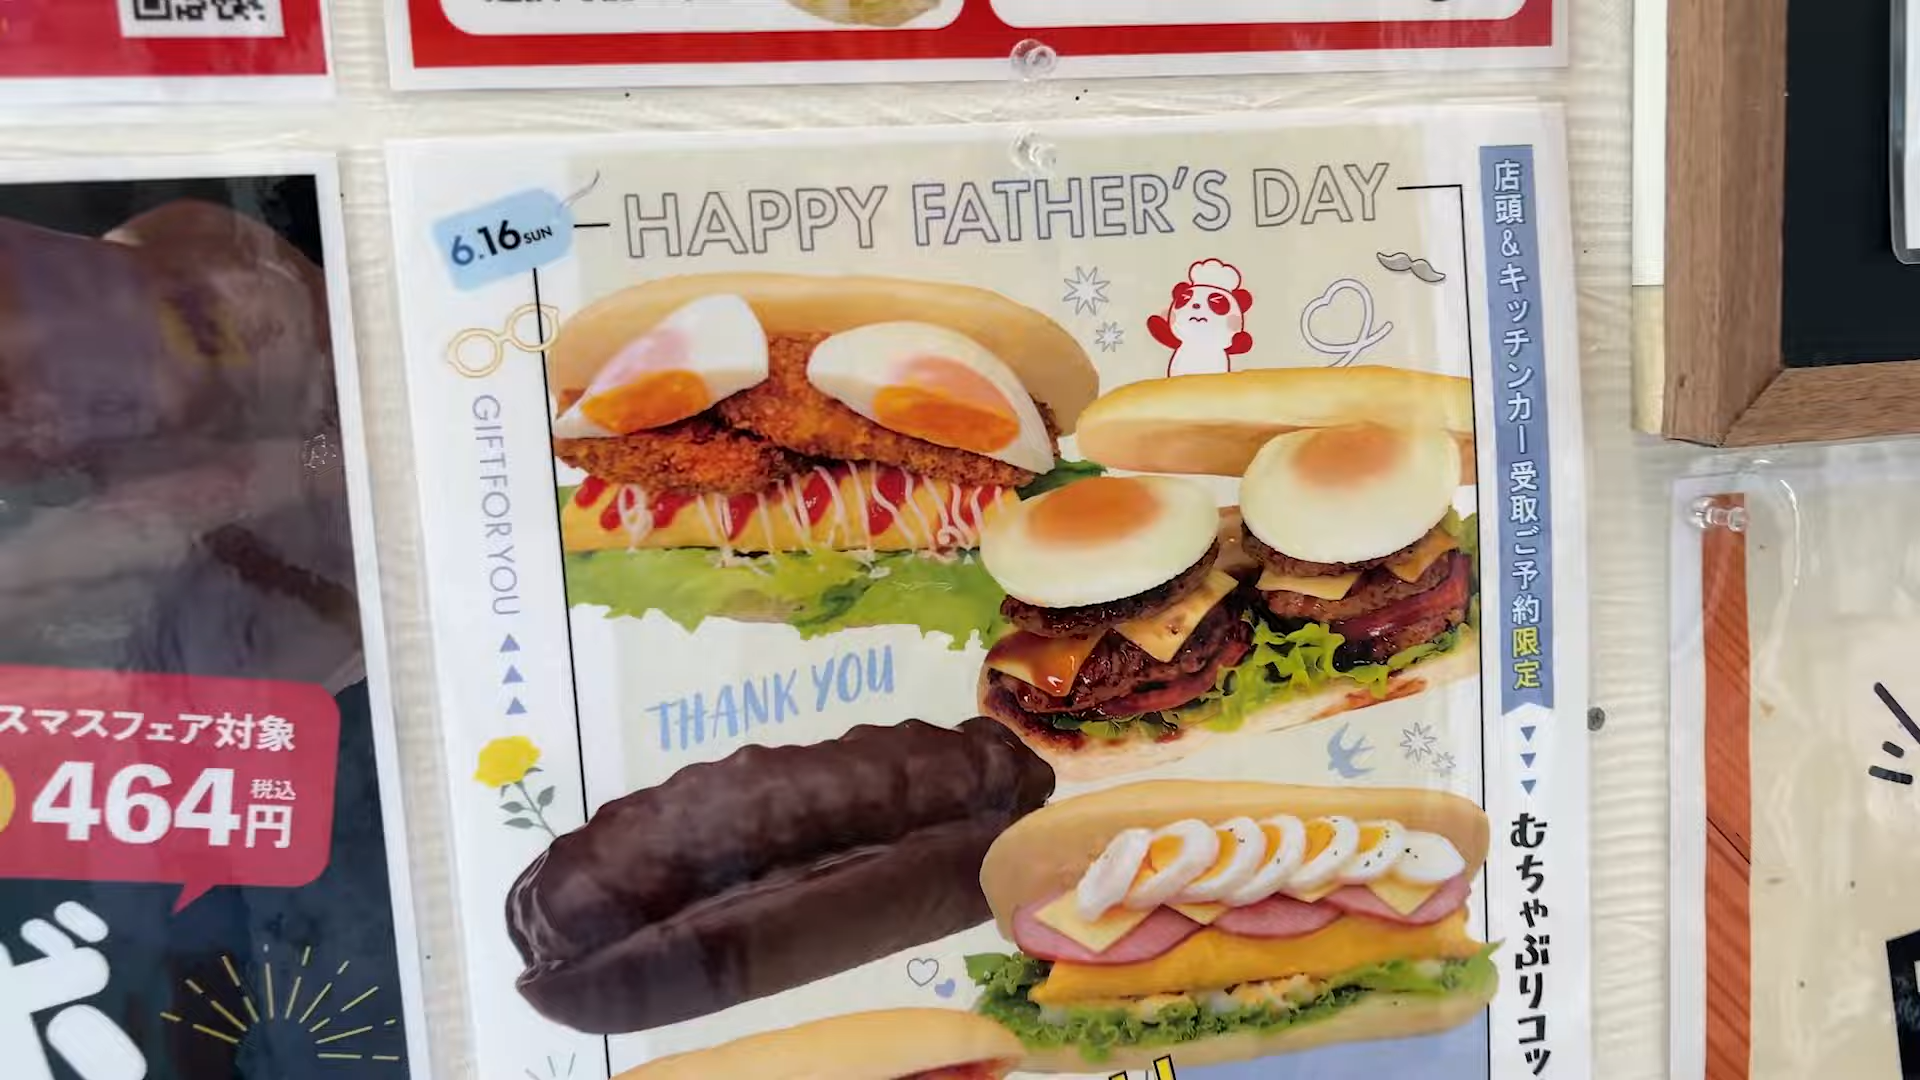 HAPPY FATHER'S DAY
6.16 SUN
GIFT FOR YOU
THANK YOU
店頭&キッチンカー受取ご予約限定
むちゃぶりコッ
スマスフェア対象
464円
税込